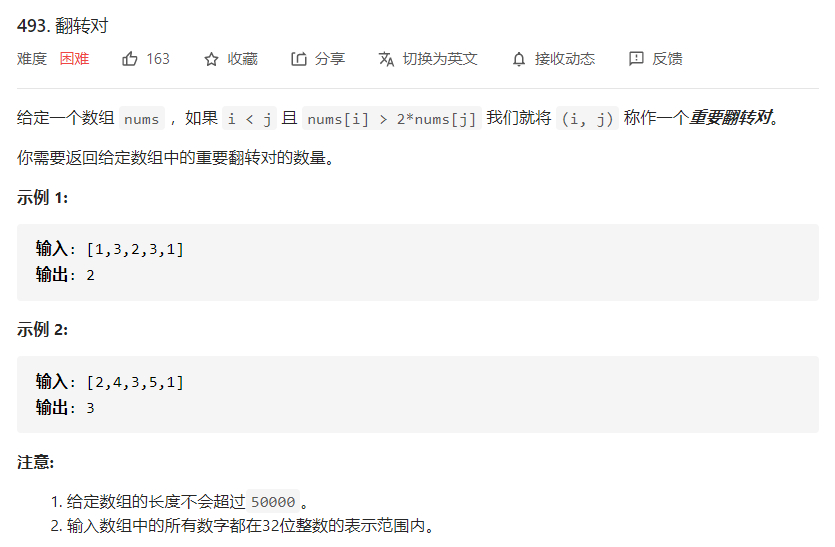 493. 翻转对
难度 困难 163 收藏 分享 切换为英文 接收动态 反馈
给定一个数组 nums ，如果 i < j 且 nums[i] > 2*nums[j] 我们就将 (i, j) 称作一个重要翻转对。
你需要返回给定数组中的重要翻转对的数量。
示例 1:
输入: [1,3,2,3,1]
输出: 2
示例 2:
输入: [2,4,3,5,1]
输出: 3
注意:
1. 给定数组的长度不会超过50000。
2. 输入数组中的所有数字都在32位整数的表示范围内。